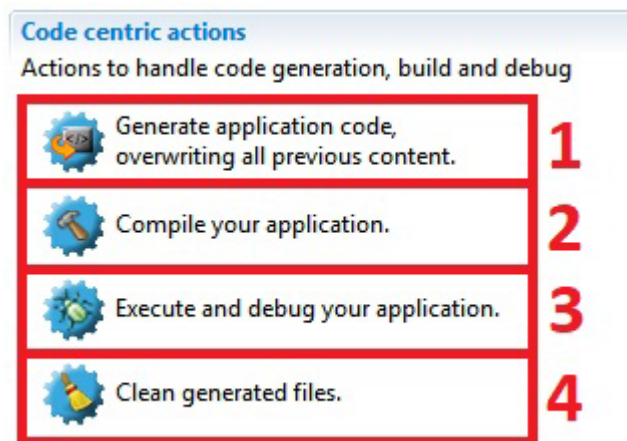 Code centric actions
Actions to handle code generation, build and debug
Generate application code,
overwriting all previous content.
1
Compile your application.
2
Execute and debug your application.
3
Clean generated files.
4